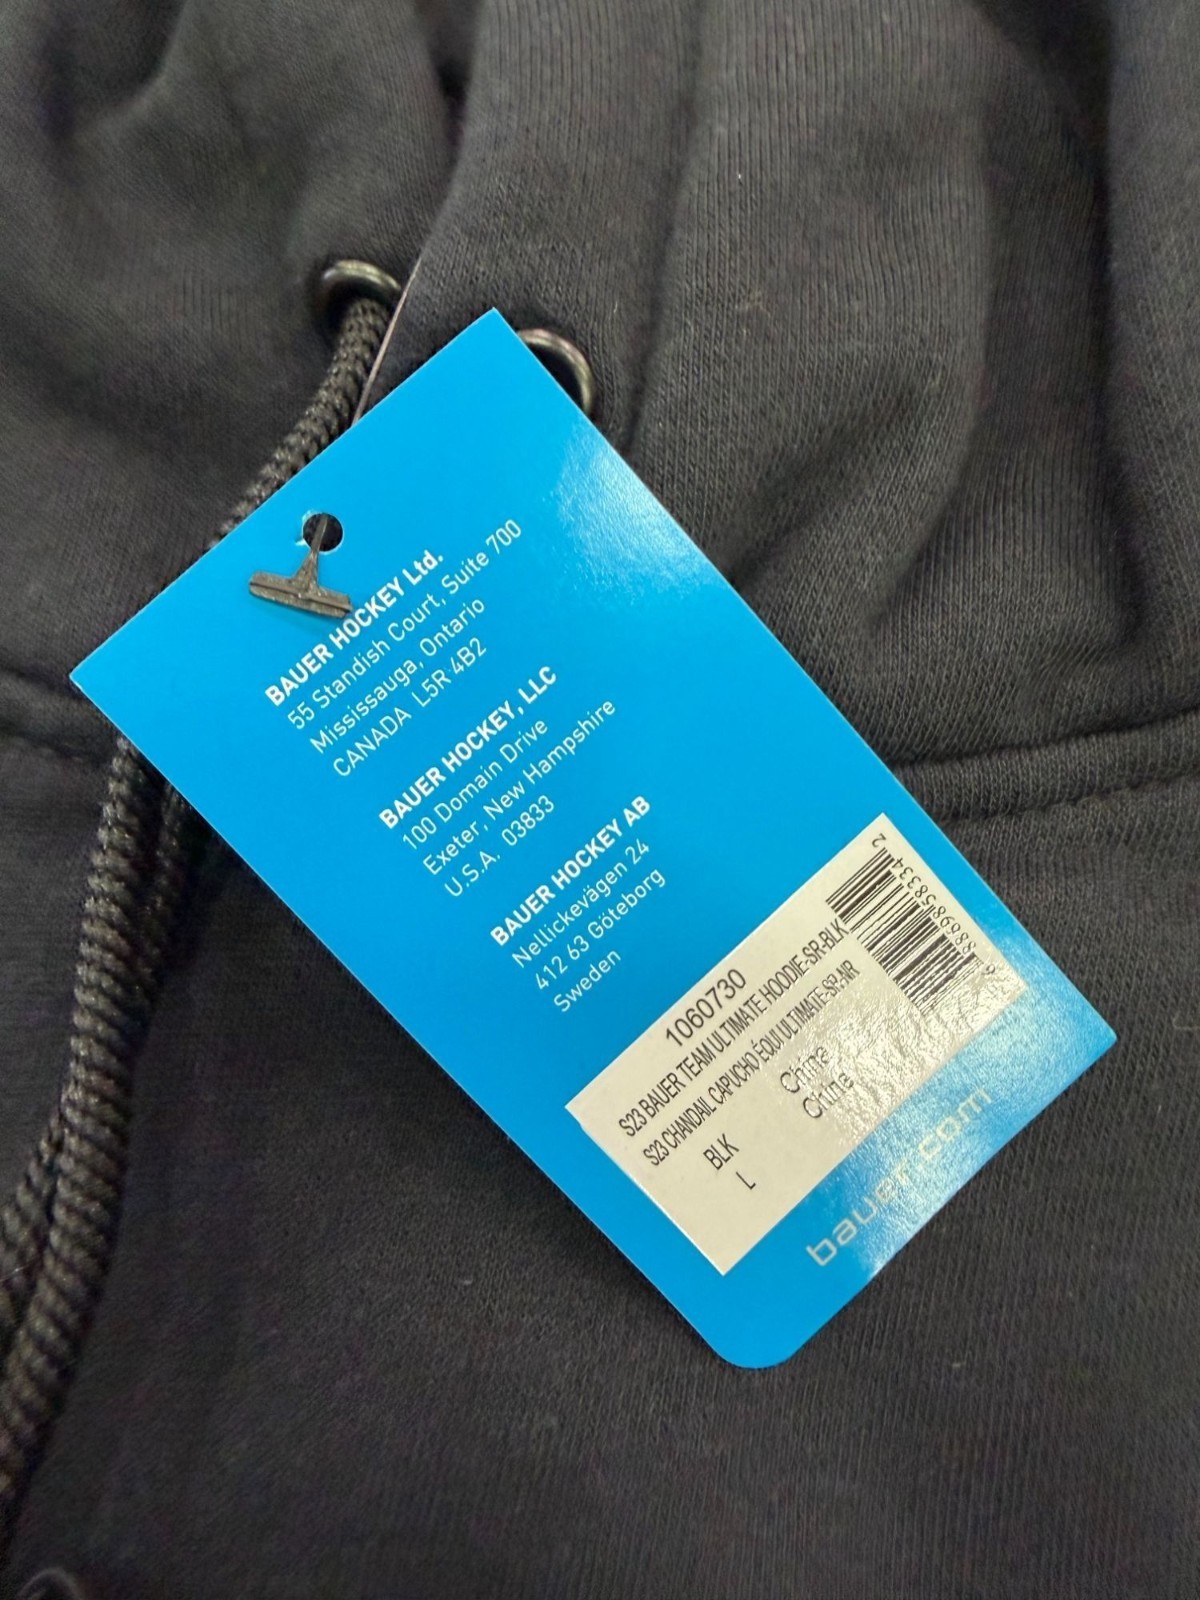 BAUER HOCKEY Ltd.
55 Standish Court, Suite 700
Mississauga, Ontario
CANADA L5R 4B2
BAUER HOCKEY, LLC
100 Domain Drive
Exeter, New Hampshire
U.S.A. 03833
BAUER HOCKEY AB
Nellickevägen 24
412 63 Göteborg
Sweden
1060730
S23 BAUER TEAM ULTIMATE HOODIE-SR-BLK
S23 CHANDAIL CAPUCHO ÉQUI ULTIMATE-SR-NIR
China
China
BLK
L
bauer.com